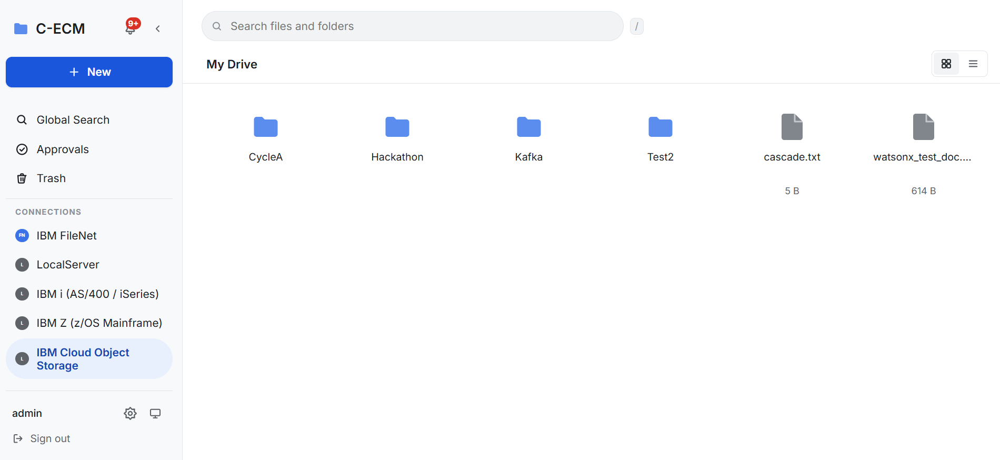 C-ECM
9+
New
Global Search
Approvals
Trash
CONNECTIONS
FN
IBM FileNet
L
LocalServer
L
IBM i (AS/400 / iSeries)
L
IBM Z (z/OS Mainframe)
L
IBM Cloud Object
Storage
admin
Sign out
Search files and folders
/
My Drive
CycleA
Hackathon
Kafka
Test2
cascade.txt
watsonx_test_doc....
5 B
614 B